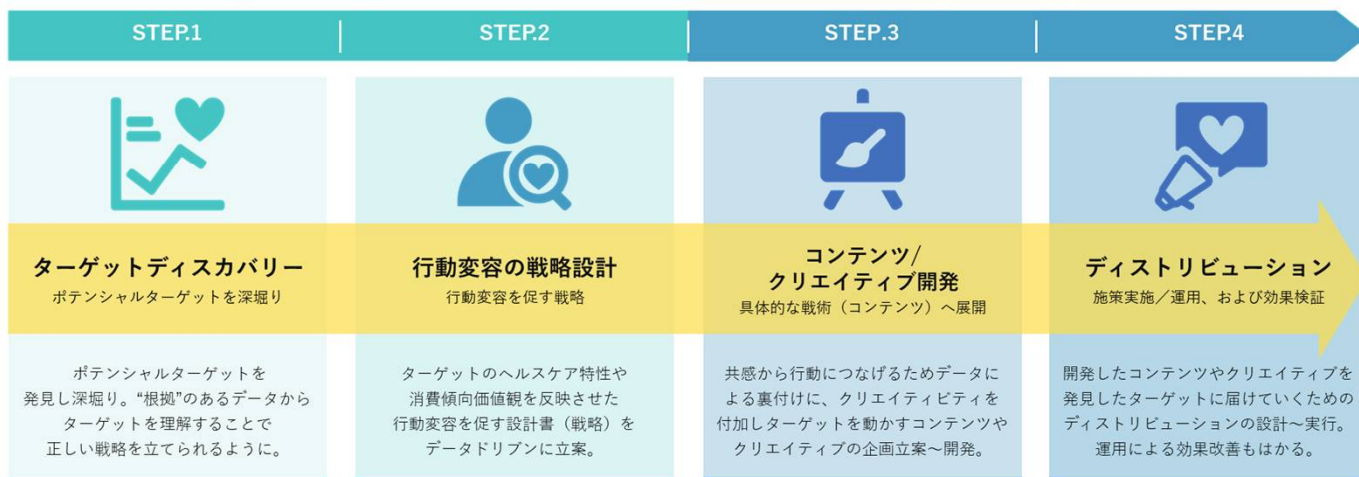 STEP.1
STEP.2
STEP.3
STEP.4
ターゲットディスカバリー
ポテンシャルターゲットを深堀り
ポテンシャルターゲットを
発見し深堀り。“根拠”のあるデータから
ターゲットを理解することで
正しい戦略を立てられるように。
行動変容の戦略設計
行動変容を促す戦略
ターゲットのヘルスケア特性や
消費傾向価値観を反映させた
行動変容を促す設計書（戦略）を
データドリブンに立案。
コンテンツ/
クリエイティブ開発
具体的な戦術（コンテンツ）へ展開
共感から行動につなげるためデータに
よる裏付けに、クリエイティビティを
付加しターゲットを動かすコンテンツや
クリエイティブの企画立案～開発。
ディストリビューション
施策実施／運用、および効果検証
開発したコンテンツやクリエイティブを
発見したターゲットに届けていくための
ディストリビューションの設計～実行。
運用による効果改善もはかる。